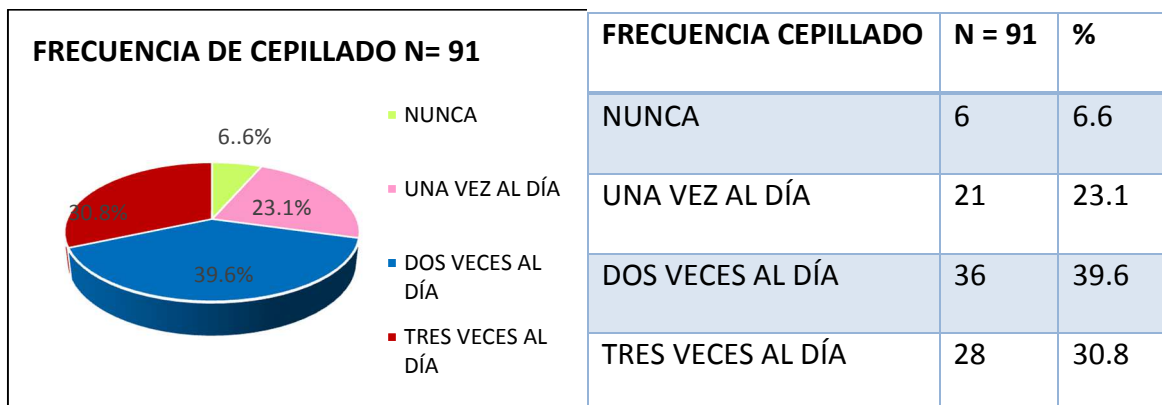 FRECUENCIA DE CEPILLADO N= 91
6..6%
23.1%
39.6%
30.8%
NUNCA
UNA VEZ AL DÍA
DOS VECES AL
DÍA
TRES VECES AL
DÍA
FRECUENCIA CEPILLADO N = 91 %
NUNCA 6 6.6
UNA VEZ AL DÍA 21 23.1
DOS VECES AL DÍA 36 39.6
TRES VECES AL DÍA 28 30.8